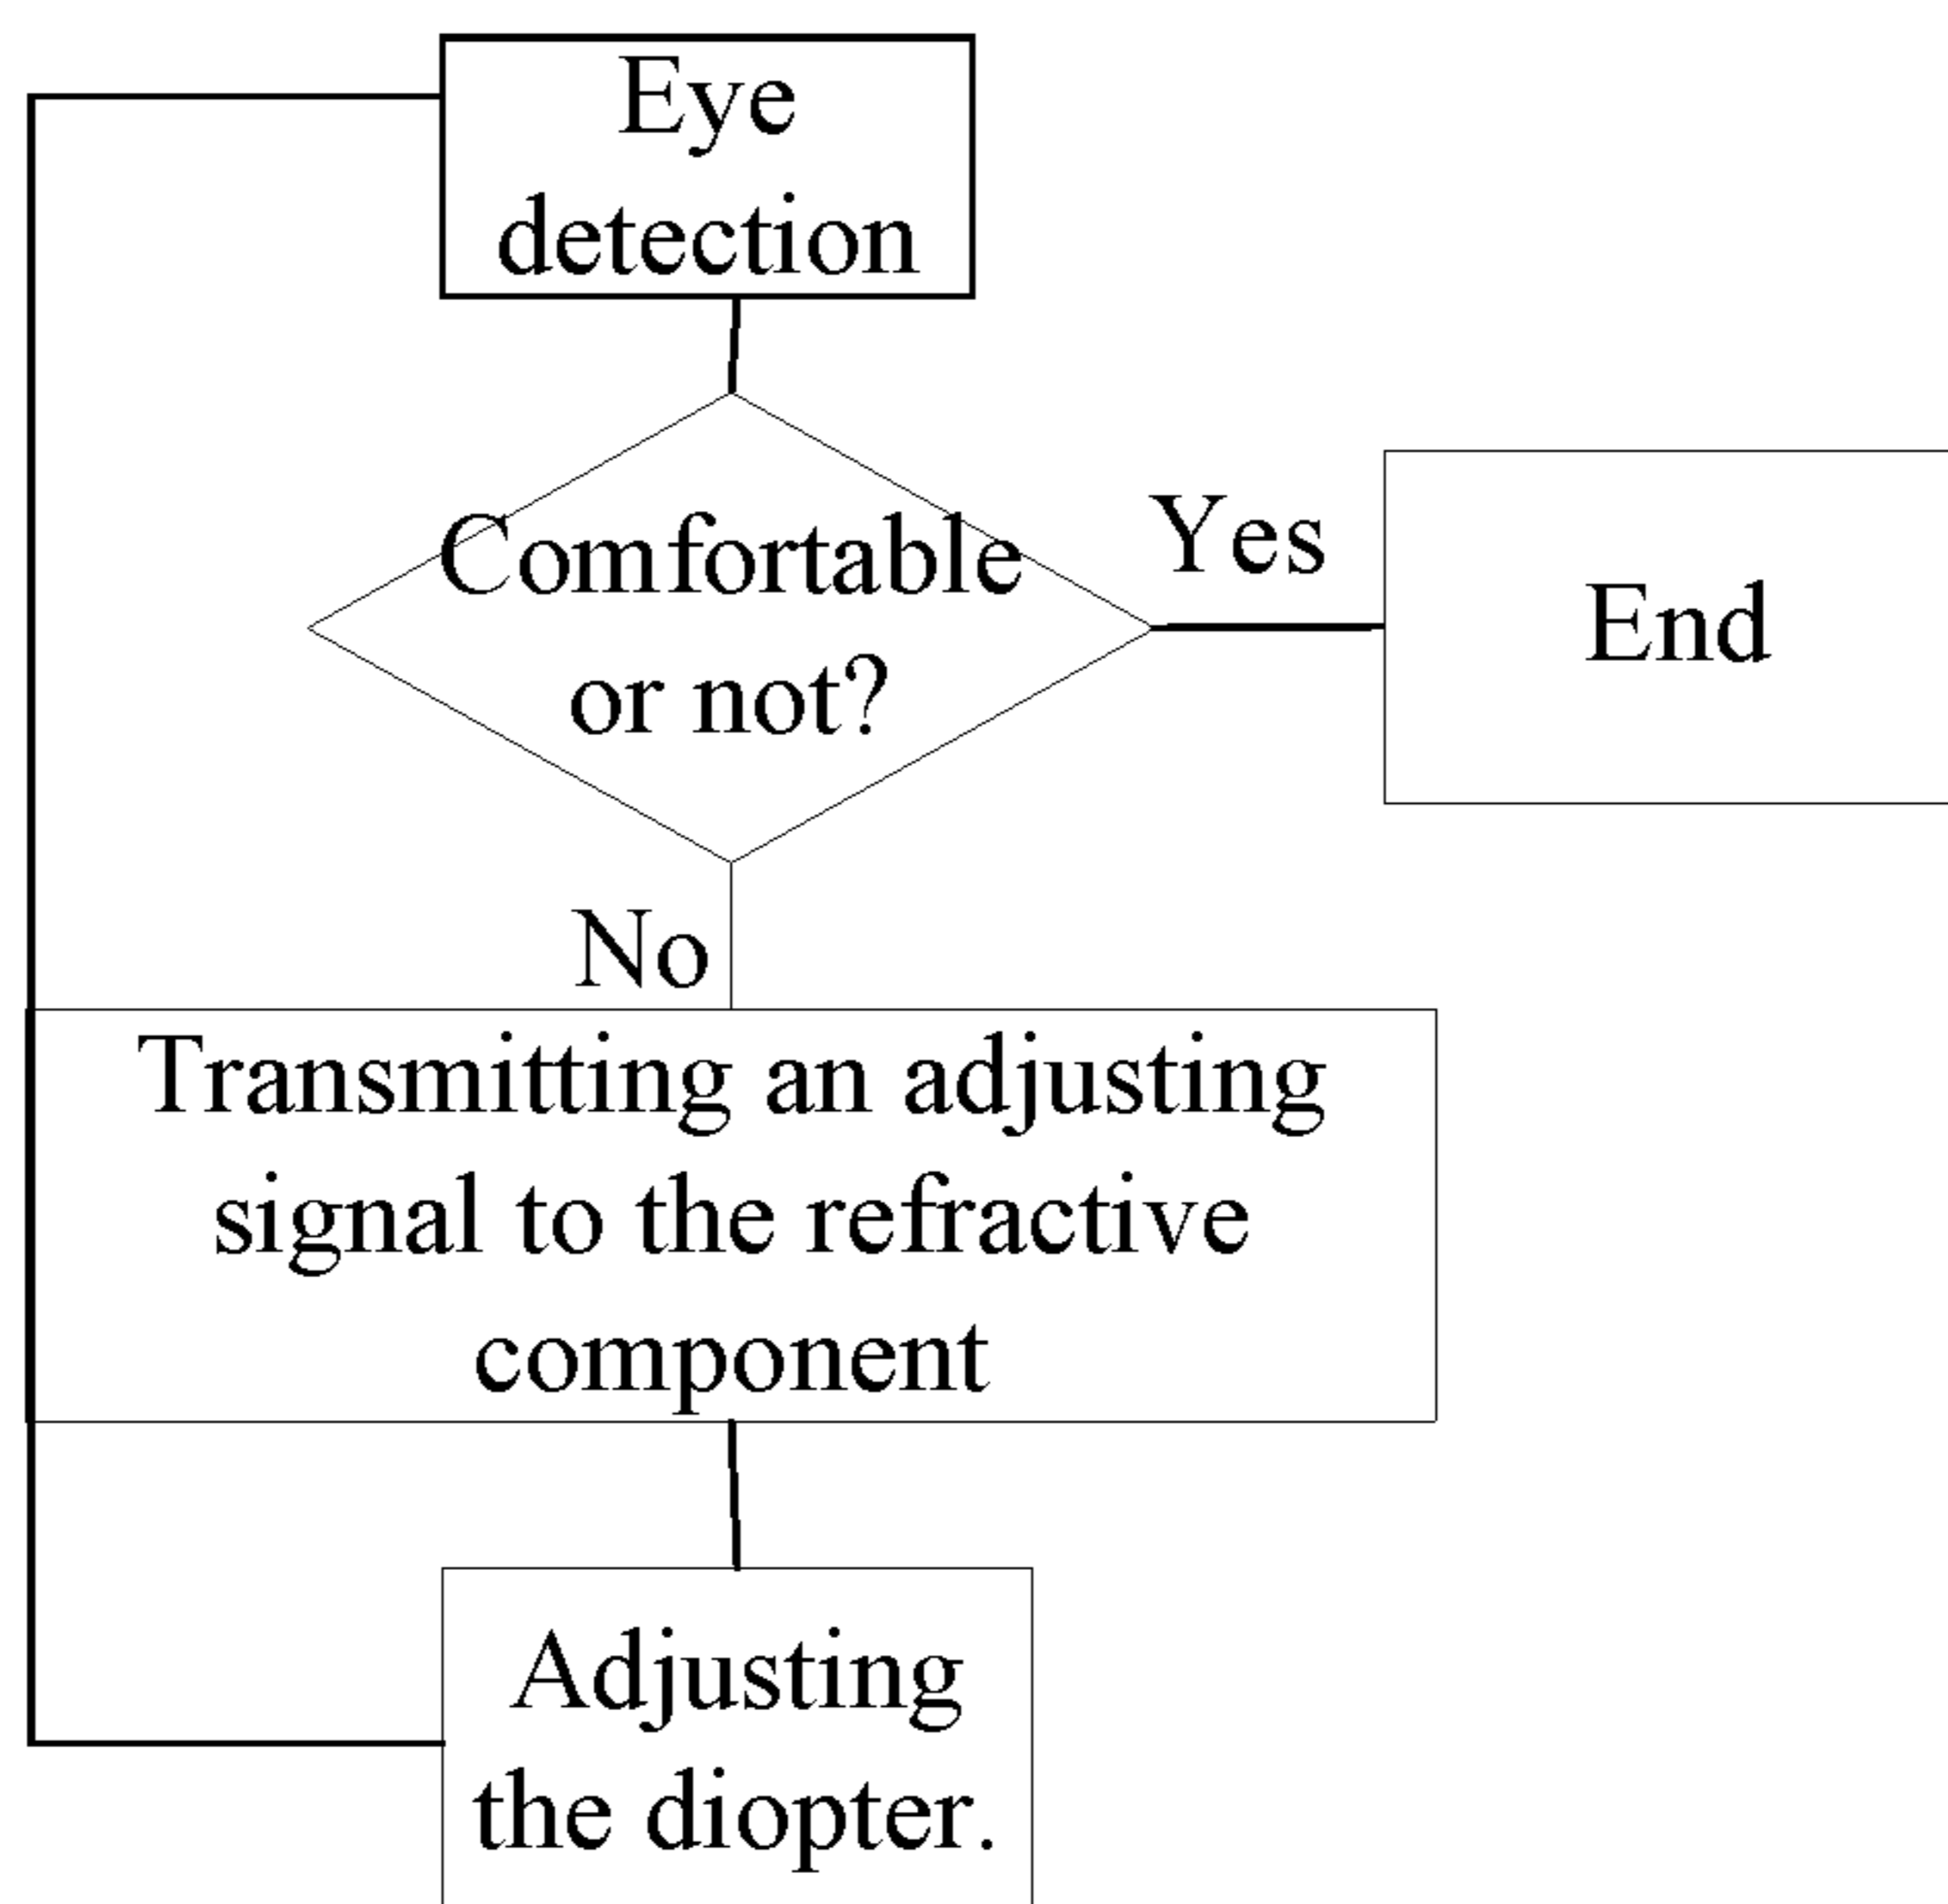 Eye
detection
Comfortable
or not?
Yes
End
No
Transmitting an adjusting
signal to the refractive
component
Adjusting
the diopter.